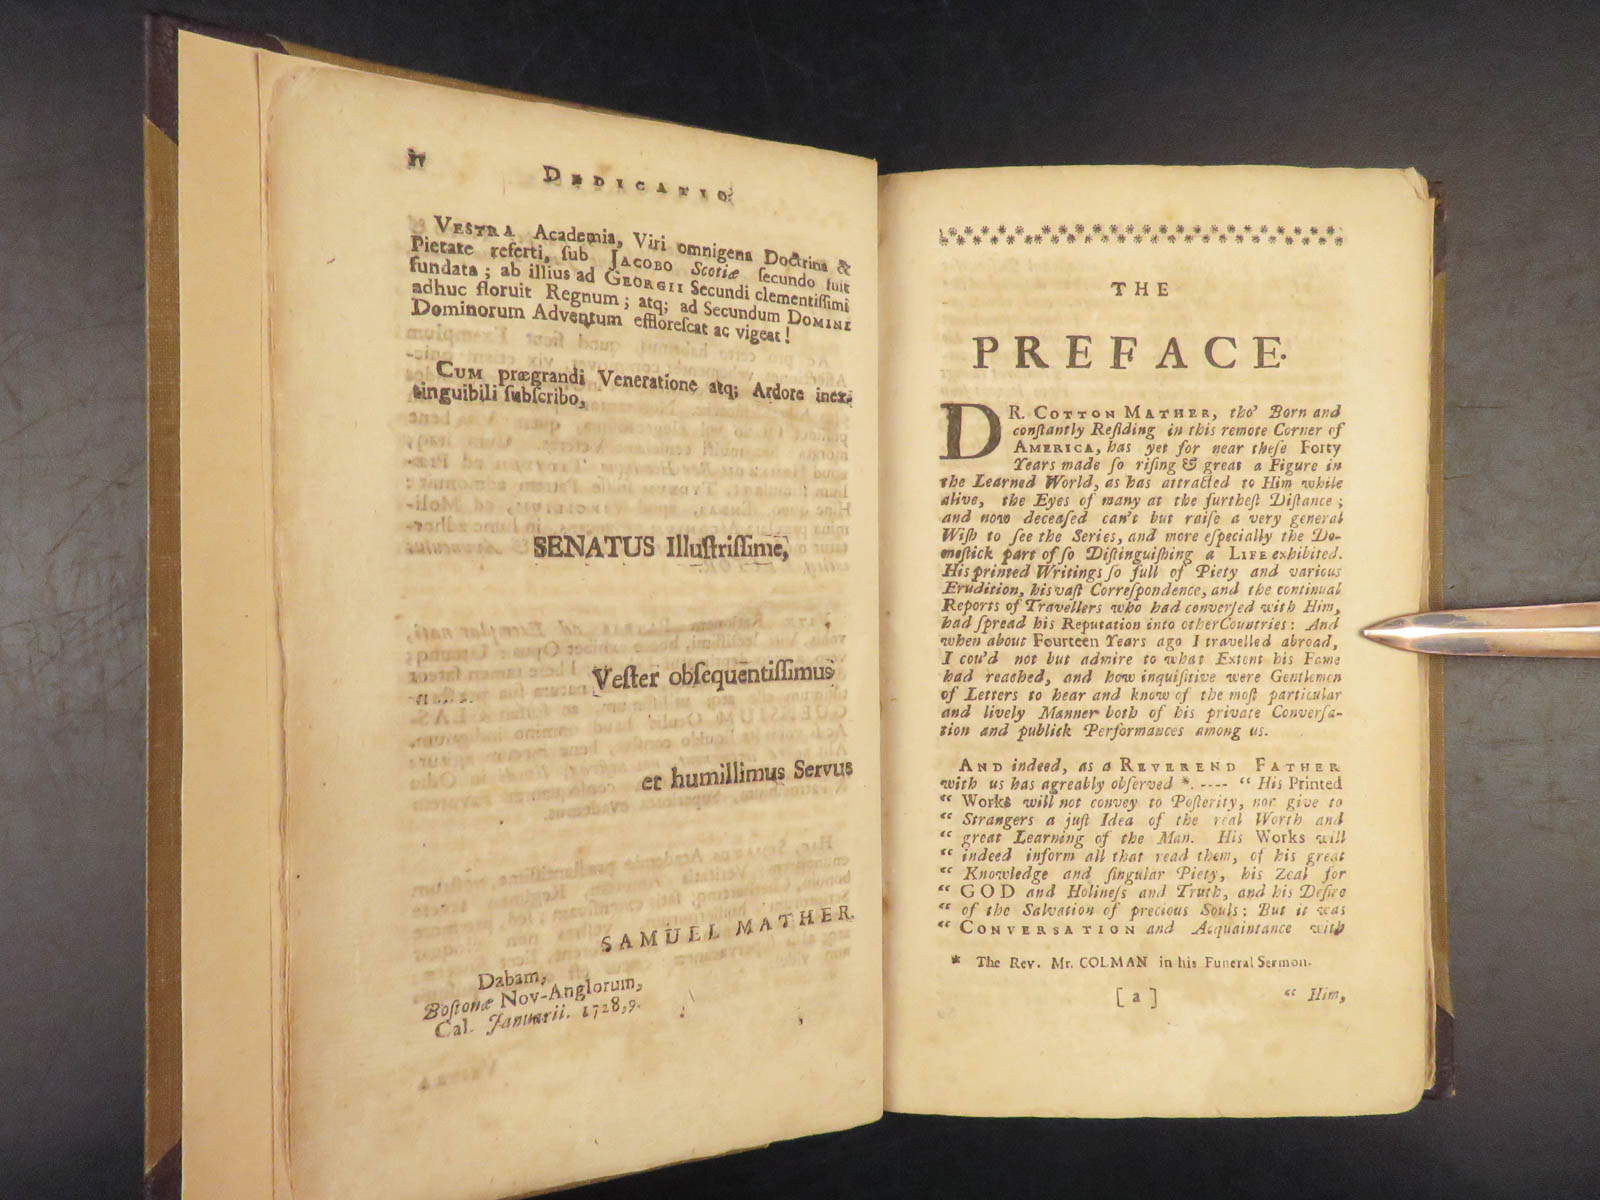 iv
DEDICATIO.
VESTRA Academia, Viri omnigena Doctrina &
Pietate referti, ſub JACOBO Scotiæ ſecundo fuit
fundata; ab illius ad GEORGII Secundi clementiſſimi
adhuc floruit Regnum; atq; ad Secundum DOMINI
Dominorum Adventum effloreſcat ac vigeat!
CUM prægrandi Veneratione atq; Ardore inex-
tinguibili ſubſcribo,
SENATUS Illuſtriſſime,
Veſter obſequentiſſimus
et humillimus Servus
SAMUEL MATHER.
Dabam,
Boſtonæ Nov-Anglorum,
Cal. Januarii. 1728,9.
THE
PREFACE.
DR. COTTON MATHER, tho' Born and
conſtantly Reſiding in this remote Corner of
AMERICA, has yet for near theſe Forty
Years made ſo riſing & great a Figure in
the Learned World, as has attracted to Him while
alive, the Eyes of many at the furtheſt Diſtance;
and now deceaſed can't but raiſe a very general
Wiſh to ſee the Series, and more eſpecially the Do-
meſtick part of ſo Diſtinguiſhing a LIFE exhibited.
His printed Writings ſo full of Piety and various
Erudition, his vaſt Correſpondence, and the continual
Reports of Travellers who had converſed with Him,
had ſpread his Reputation into other Countries: And
when about Fourteen Years ago I travelled abroad,
I cou'd not but admire to what Extent his Fame
had reached, and how inquiſitive were Gentlemen
of Letters to hear and know of the moſt particular
and lively Manner both of his private Converſa-
tion and publick Performances among us.
AND indeed, as a REVEREND FATHER
with us has agreably obſerved *. ---- “ His Printed
“ Works will not convey to Poſterity, nor give to
“ Strangers a juſt Idea of the real Worth and
“ great Learning of the Man. His Works will
“ indeed inform all that read them, of his great
“ Knowledge and ſingular Piety, his Zeal for
“ GOD and Holineſs and Truth, and his Deſire
“ of the Salvation of precious Souls: But it was
“ CONVERSATION and Acquaintance with
* The Rev. Mr. COLMAN in his Funeral Sermon.
[ a ] “ Him,